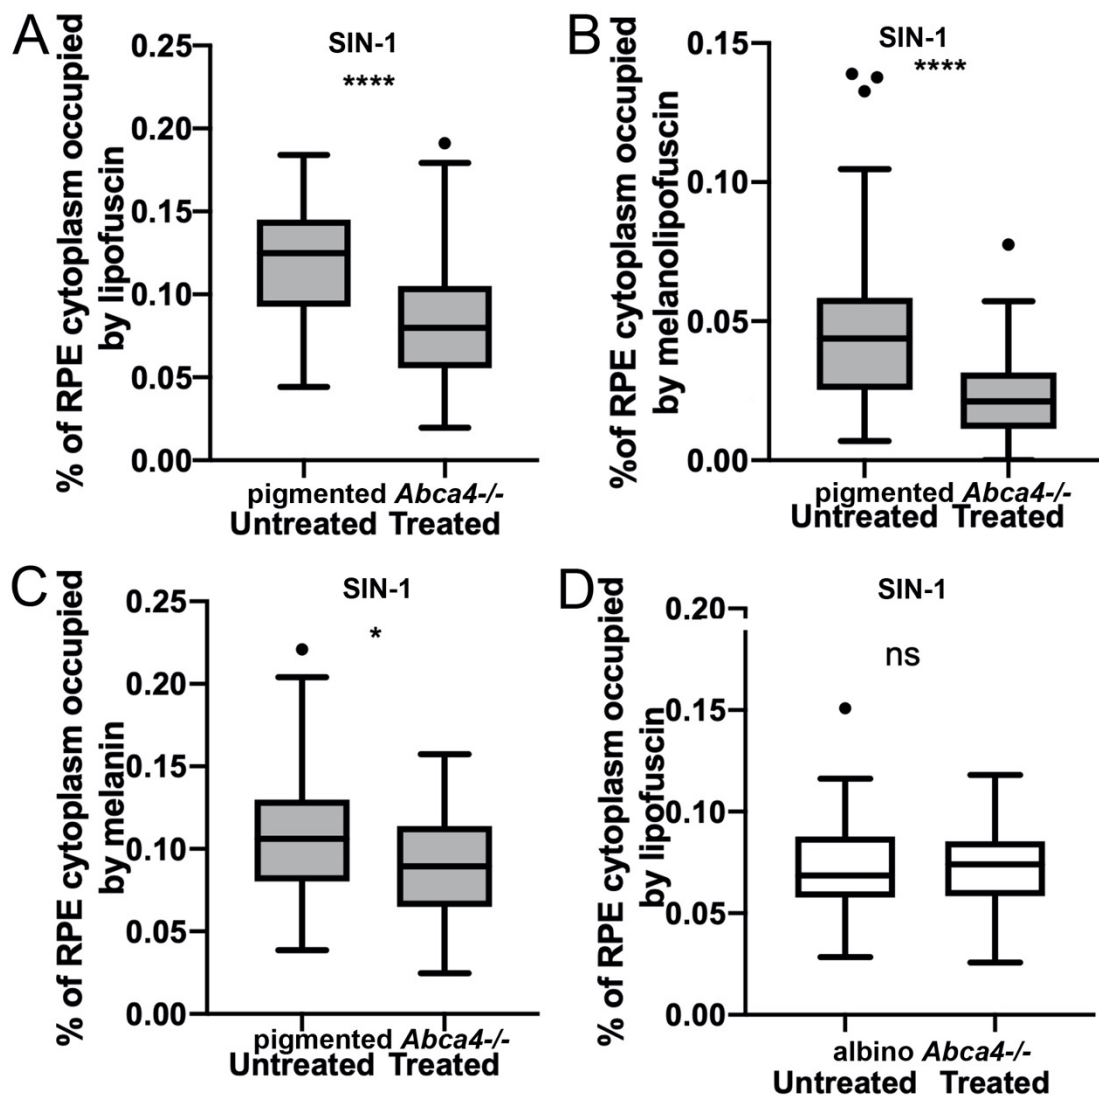 A
SIN-1
****
% of RPE cytoplasm occupied
by lipofuscin
0.25
0.20
0.15
0.10
0.05
0.00
pigmented Abca4-/-
Untreated Treated
B
SIN-1
****
%of RPE cytoplasm occupied
by melanolipofuscin
0.15
0.10
0.05
0.00
pigmented Abca4-/-
Untreated Treated
C
SIN-1
*
% of RPE cytoplasm occupied
by melanin
0.25
0.20
0.15
0.10
0.05
0.00
pigmented Abca4-/-
Untreated Treated
D
SIN-1
ns
% of RPE cytoplasm occupied
by lipofuscin
0.20
0.15
0.10
0.05
0.00
albino Abca4-/-
Untreated Treated